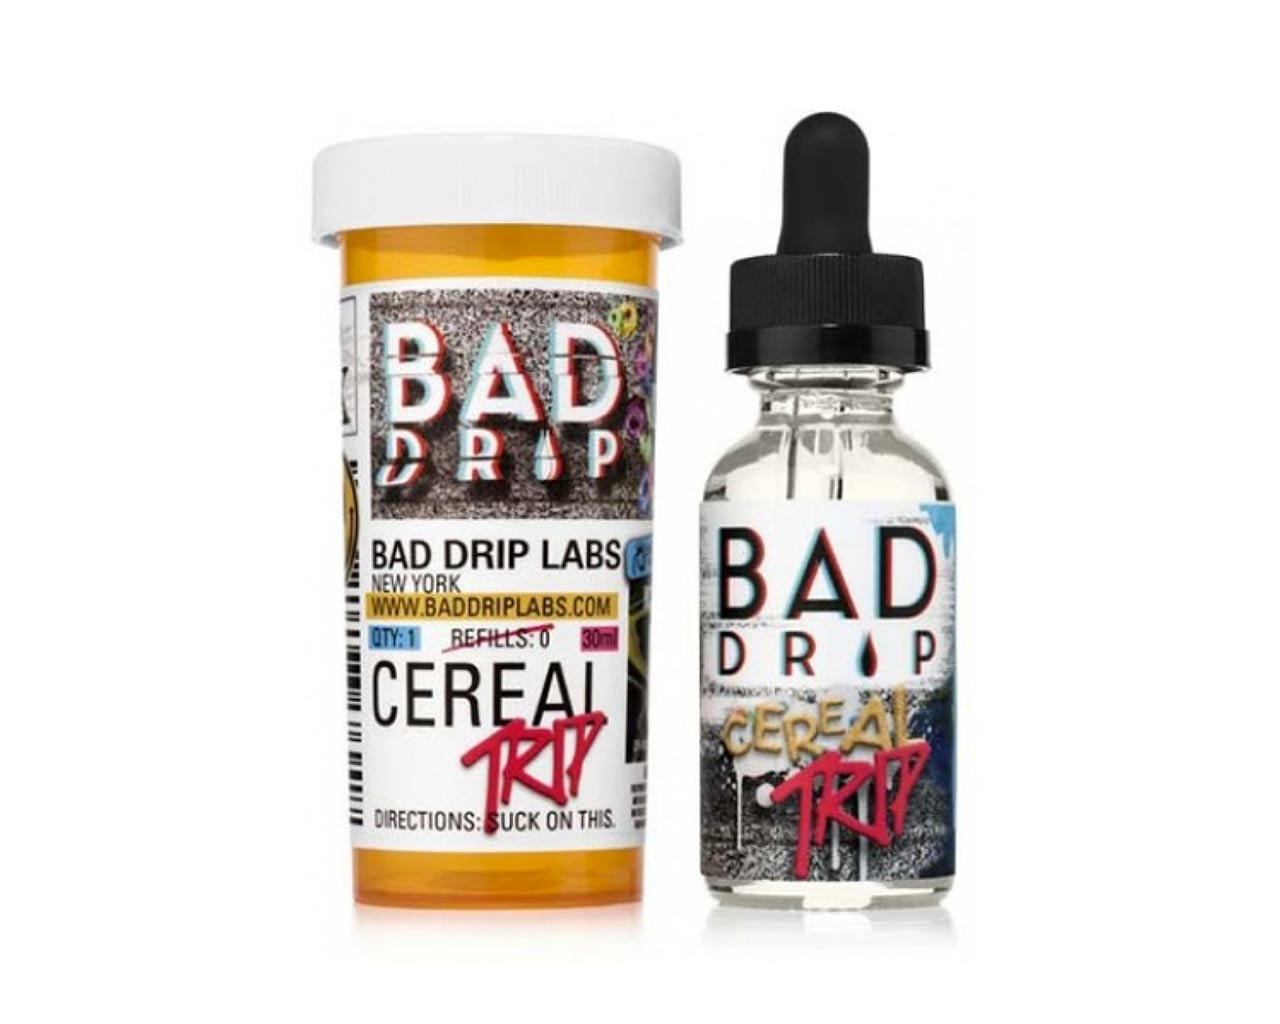 BAD
DRIP
BAD DRIP LABS
NEW YORK
WWW.BADDRIPLABS.COM
QTY: 1 REFILLS: 0 30ml
CEREAL
TRIP
DIRECTIONS: SUCK ON THIS.
BAD
DRIP
CEREAL
TRIP